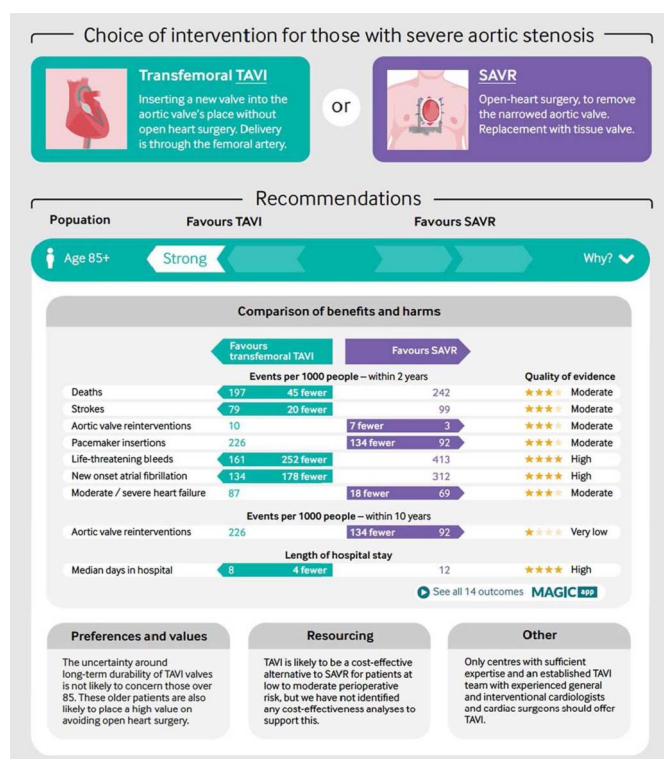 Choice of intervention for those with severe aortic stenosis
Transfemoral TAVI
Inserting a new valve into the
aortic valve's place without
open heart surgery. Delivery
is through the femoral artery.
or
SAVR
Open-heart surgery, to remove
the narrowed aortic valve.
Replacement with tissue valve.
Recommendations
Popuation Favours TAVI Favours SAVR
Age 85+ Strong Why?
Comparison of benefits and harms
Favours
transfemoral TAVI
Favours SAVR
Events per 1000 people – within 2 years Quality of evidence
Deaths 197 45 fewer 242 Moderate
Strokes 79 20 fewer 99 Moderate
Aortic valve reinterventions 10 7 fewer 3 Moderate
Pacemaker insertions 226 134 fewer 92 Moderate
Life-threatening bleeds 161 252 fewer 413 High
New onset atrial fibrillation 134 178 fewer 312 High
Moderate / severe heart failure 87 18 fewer 69 Moderate
Events per 1000 people – within 10 years
Aortic valve reinterventions 226 134 fewer 92 Very low
Length of hospital stay
Median days in hospital 8 4 fewer 12 High
See all 14 outcomes MAGIC app
Preferences and values
The uncertainty around
long-term durability of TAVI valves
is not likely to concern those over
85. These older patients are also
likely to place a high value on
avoiding open heart surgery.
Resourcing
TAVI is likely to be a cost-effective
alternative to SAVR for patients at
low to moderate perioperative
risk, but we have not identified
any cost-effectiveness analyses to
support this.
Other
Only centres with sufficient
expertise and an established TAVI
team with experienced general
and interventional cardiologists
and cardiac surgeons should offer
TAVI.